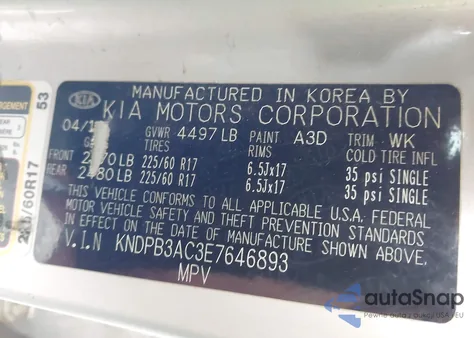 MANUFACTURED IN KOREA BY
KIA KIA MOTORS CORPORATION
GVWR 4497 LB PAINT A3D TRIM WK
TIRES RIMS COLD TIRE INFL
FRONT 225/60 R17 6.5Jx17 35 psi SINGLE
REAR 225/60 R17 6.5Jx17 35 psi SINGLE
THIS VEHICLE CONFORMS TO ALL APPLICABLE U.S.A. FEDERAL
MOTOR VEHICLE SAFETY AND THEFT PREVENTION STANDARDS
IN EFFECT ON THE DATE OF MANUFACTURE SHOWN ABOVE.
V.I.N KNDPB3AC3E7646893
MPV
53
/60R17
autoSnap